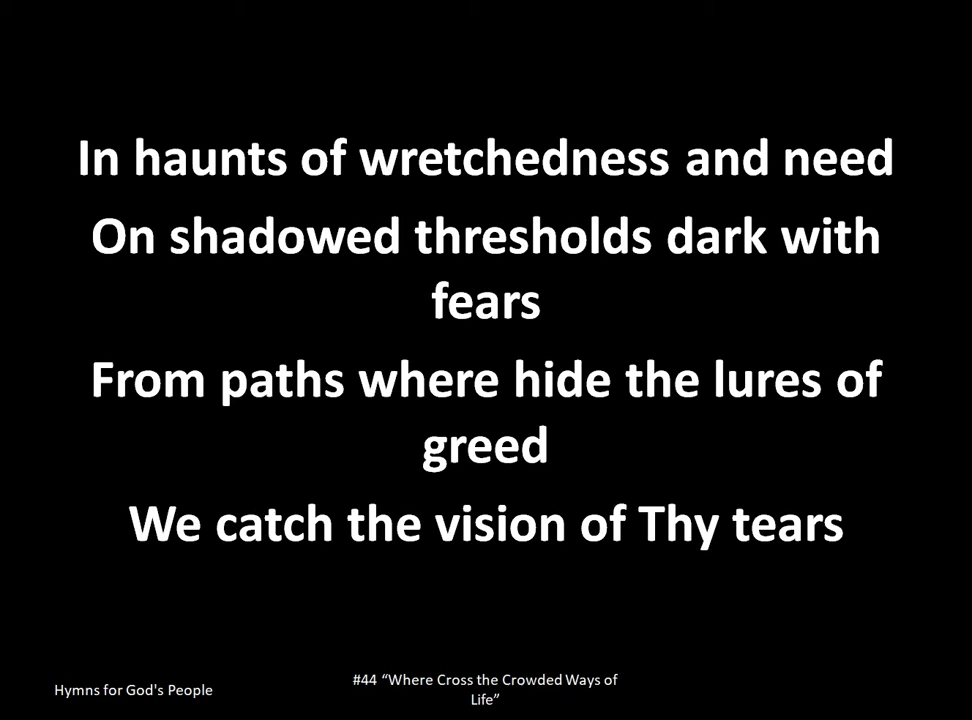 In haunts of wretchedness and need
On shadowed thresholds dark with
fears
From paths where hide the lures of
greed
We catch the vision of Thy tears
Hymns for God's People
#44 “Where Cross the Crowded Ways of
Life”